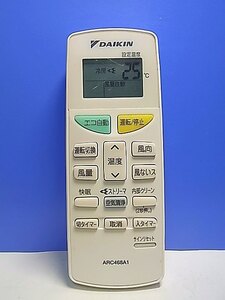 DAIKIN
設定温度
冷房
25℃
風量自動
エコ自動
運転/停止
運転切換
温度
風向
風量
風ないス
快眠
ストリーマ
空気清浄
内部クリーン
切タイマー
取消
入タイマー
サインリセット
ARC468A1